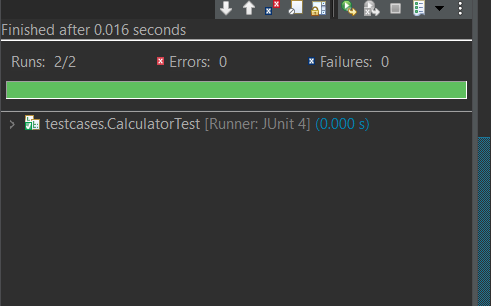 Finished after 0.016 seconds
Runs: 2/2 Errors: 0 Failures: 0
testcases.CalculatorTest [Runner: JUnit 4] (0.000 s)